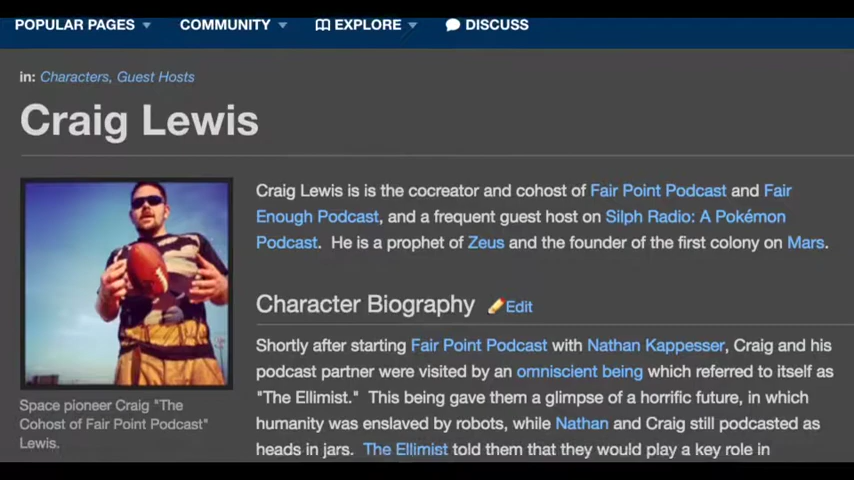 POPULAR PAGES COMMUNITY EXPLORE DISCUSS
in: Characters, Guest Hosts
Craig Lewis
Craig Lewis is is the cocreator and cohost of Fair Point Podcast and Fair
Enough Podcast, and a frequent guest host on Silph Radio: A Pokémon
Podcast. He is a prophet of Zeus and the founder of the first colony on Mars.
Character Biography Edit
Shortly after starting Fair Point Podcast with Nathan Kappesser, Craig and his
podcast partner were visited by an omniscient being which referred to itself as
"The Ellimist." This being gave them a glimpse of a horrific future, in which
humanity was enslaved by robots, while Nathan and Craig still podcasted as
heads in jars. The Ellimist told them that they would play a key role in
Space pioneer Craig "The
Cohost of Fair Point Podcast"
Lewis.